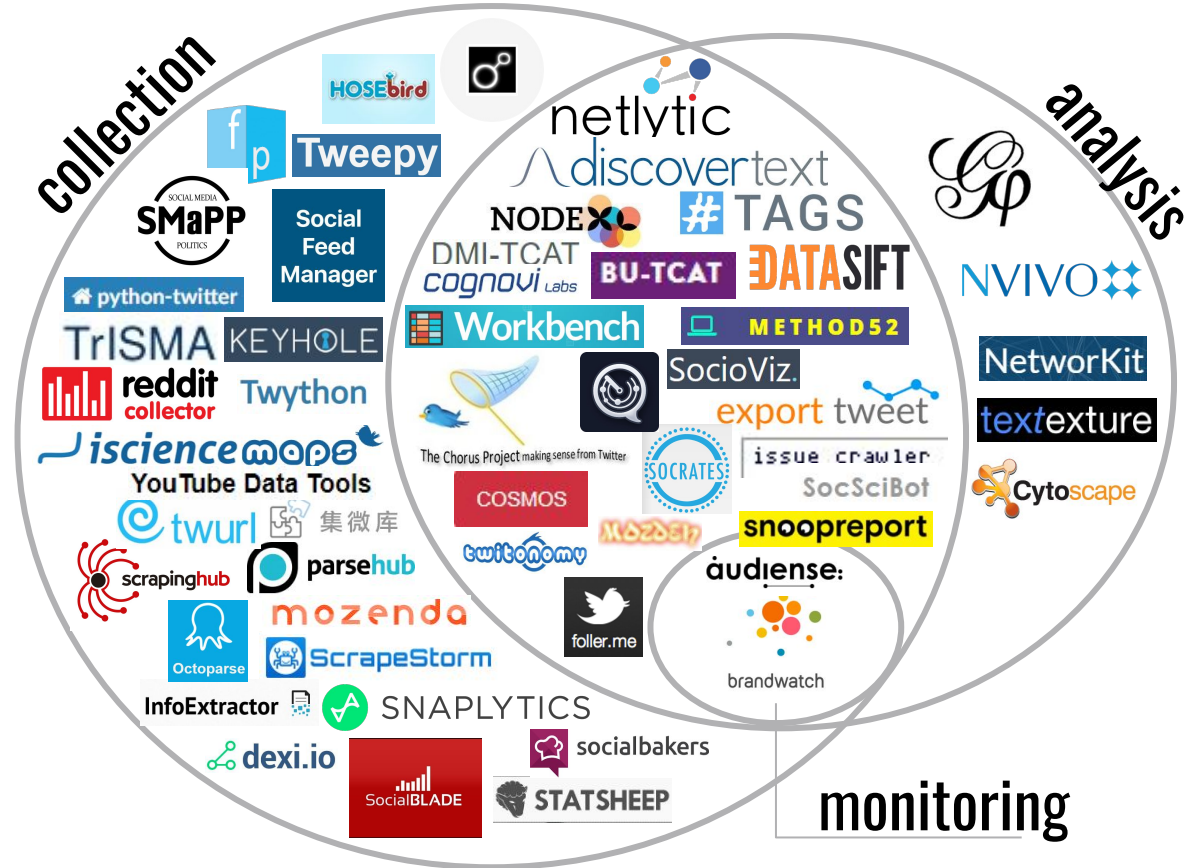 collection
analysis
HOSEbird
netlytic
fp
Tweepy
discovertext
Gφ
SOCIAL MEDIA
SMaPP
POLITICS
Social
Feed
Manager
NODEXL
# TAGS
DMI-TCAT
cognovi LABS
BU-TCAT
DATASIFT
NVIVO
python-twitter
Workbench
METHOD52
TrISMA
KEYHOLE
NetworKit
SocioViz.
reddit
collector
Twython
export tweet
textexture
iscience maps
The Chorus Project making sense from Twitter
SOCRATES
issue crawler
SocSciBot
Cytoscape
YouTube Data Tools
COSMOS
twurl
集微库
Mozdeh
snoopreport
scrapinghub
parsehub
twitonomy
audiense:
mozenda
foller.me
Octoparse
ScrapeStorm
brandwatch
InfoExtractor
SNAPLYTICS
dexi.io
socialbakers
SocialBLADE
STATSHEEP
monitoring